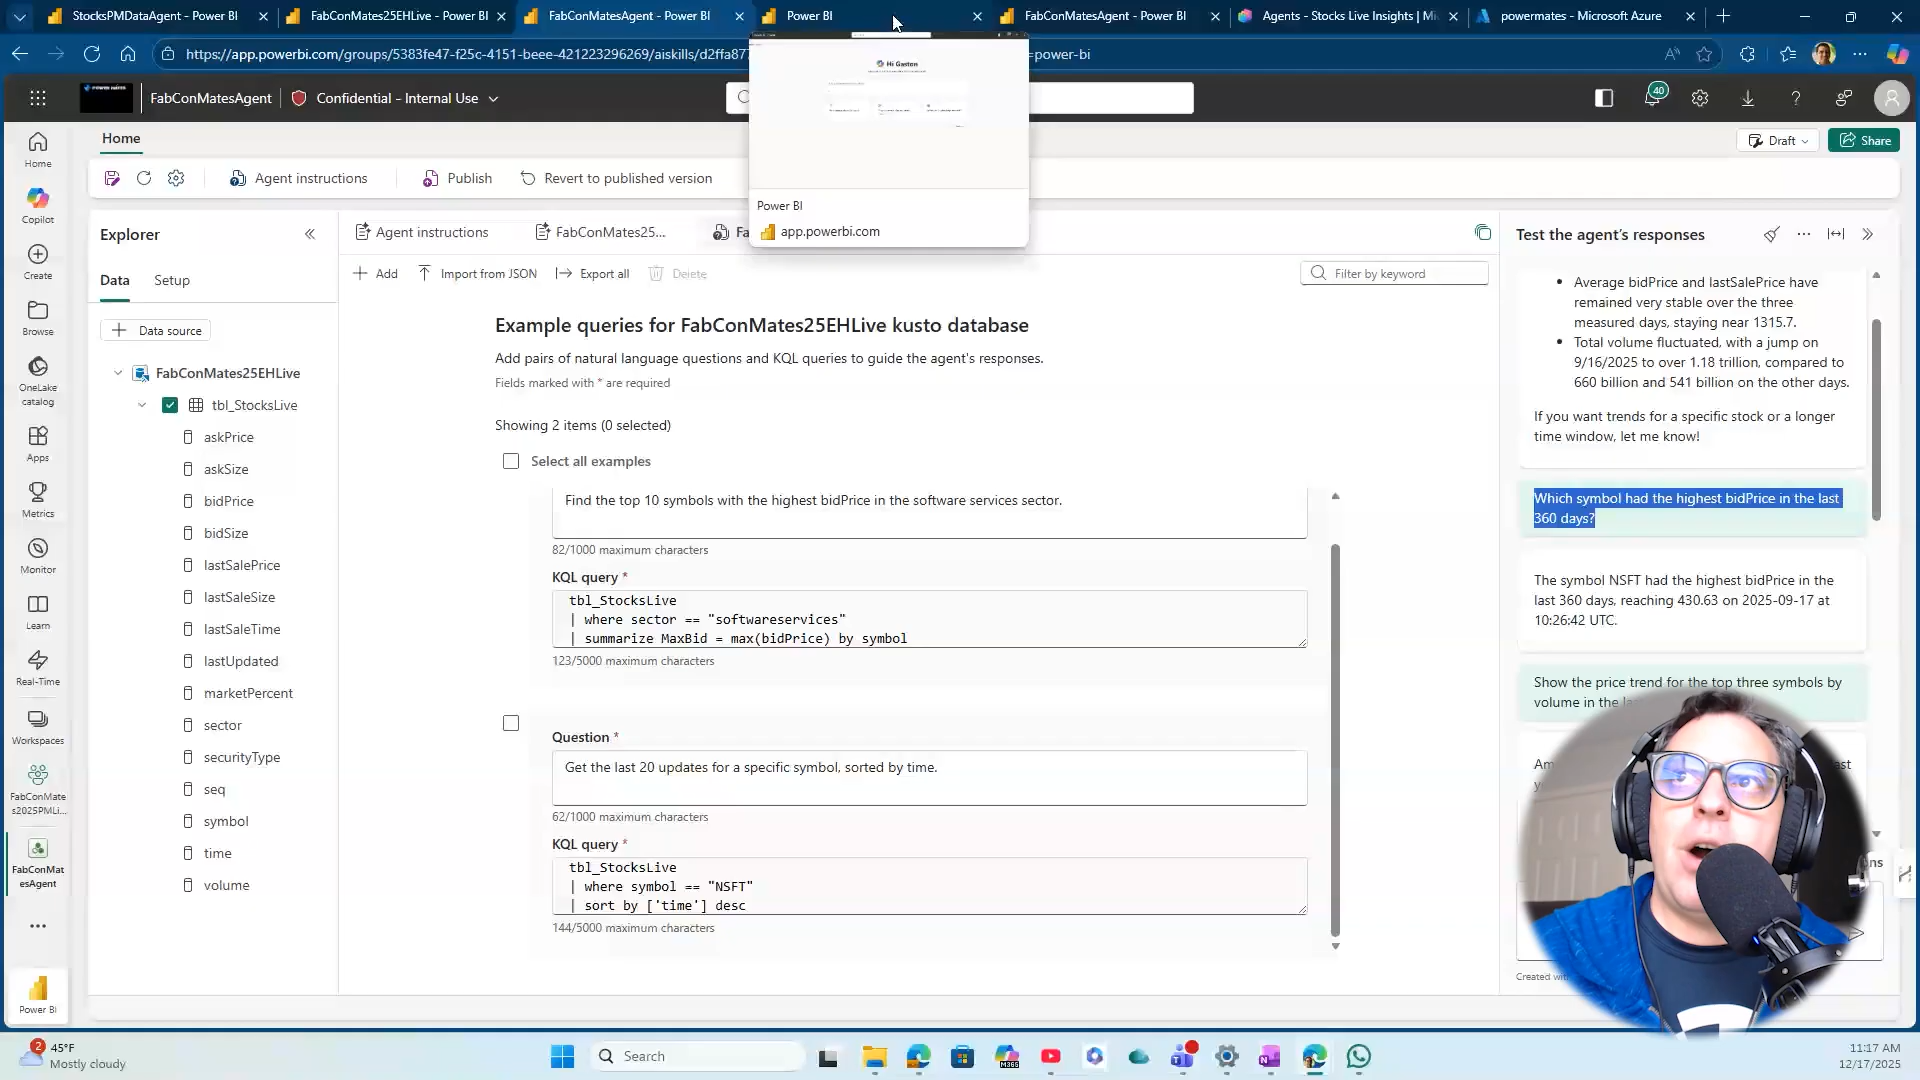 StocksPMDataAgent - Power BI
FabConMates25EHLive - Power BI
FabConMatesAgent - Power BI
Power BI
FabConMatesAgent - Power BI
Agents - Stocks Live Insights | Mi
powermates - Microsoft Azure
https://app.powerbi.com/groups/5383fe47-f25c-4151-beee-421223296269/aiskills/d2ffa87
=power-bi
FabConMatesAgent
Confidential - Internal Use
40
Hi Gaston
Home
Draft
Share
Agent instructions
Publish
Revert to published version
Power BI
app.powerbi.com
Home
Copilot
Create
Browse
OneLake
catalog
Apps
Metrics
Monitor
Learn
Real-Time
Workspaces
FabConMate
s2025PMLi...
FabConMat
esAgent
Power BI
Explorer
Data
Setup
Data source
FabConMates25EHLive
tbl_StocksLive
askPrice
askSize
bidPrice
bidSize
lastSalePrice
lastSaleSize
lastSaleTime
lastUpdated
marketPercent
sector
securityType
seq
symbol
time
volume
Agent instructions
FabConMates25...
Fa
Add
Import from JSON
Export all
Delete
Filter by keyword
Example queries for FabConMates25EHLive kusto database
Add pairs of natural language questions and KQL queries to guide the agent's responses.
Fields marked with * are required
Showing 2 items (0 selected)
Select all examples
Find the top 10 symbols with the highest bidPrice in the software services sector.
82/1000 maximum characters
KQL query *
tbl_StocksLive
| where sector == "softwareservices"
| summarize MaxBid = max(bidPrice) by symbol
123/5000 maximum characters
Question *
Get the last 20 updates for a specific symbol, sorted by time.
62/1000 maximum characters
KQL query *
tbl_StocksLive
| where symbol == "NSFT"
| sort by ['time'] desc
144/5000 maximum characters
Test the agent's responses
• Average bidPrice and lastSalePrice have
remained very stable over the three
measured days, staying near 1315.7.
• Total volume fluctuated, with a jump on
9/16/2025 to over 1.18 trillion, compared to
660 billion and 541 billion on the other days.
If you want trends for a specific stock or a longer
time window, let me know!
Which symbol had the highest bidPrice in the last
360 days?
The symbol NSFT had the highest bidPrice in the
last 360 days, reaching 430.63 on 2025-09-17 at
10:26:42 UTC.
Show the price trend for the top three symbols by
volume in the
Created
2
45°F
Mostly cloudy
Search
M365
11:17 AM
12/17/2025